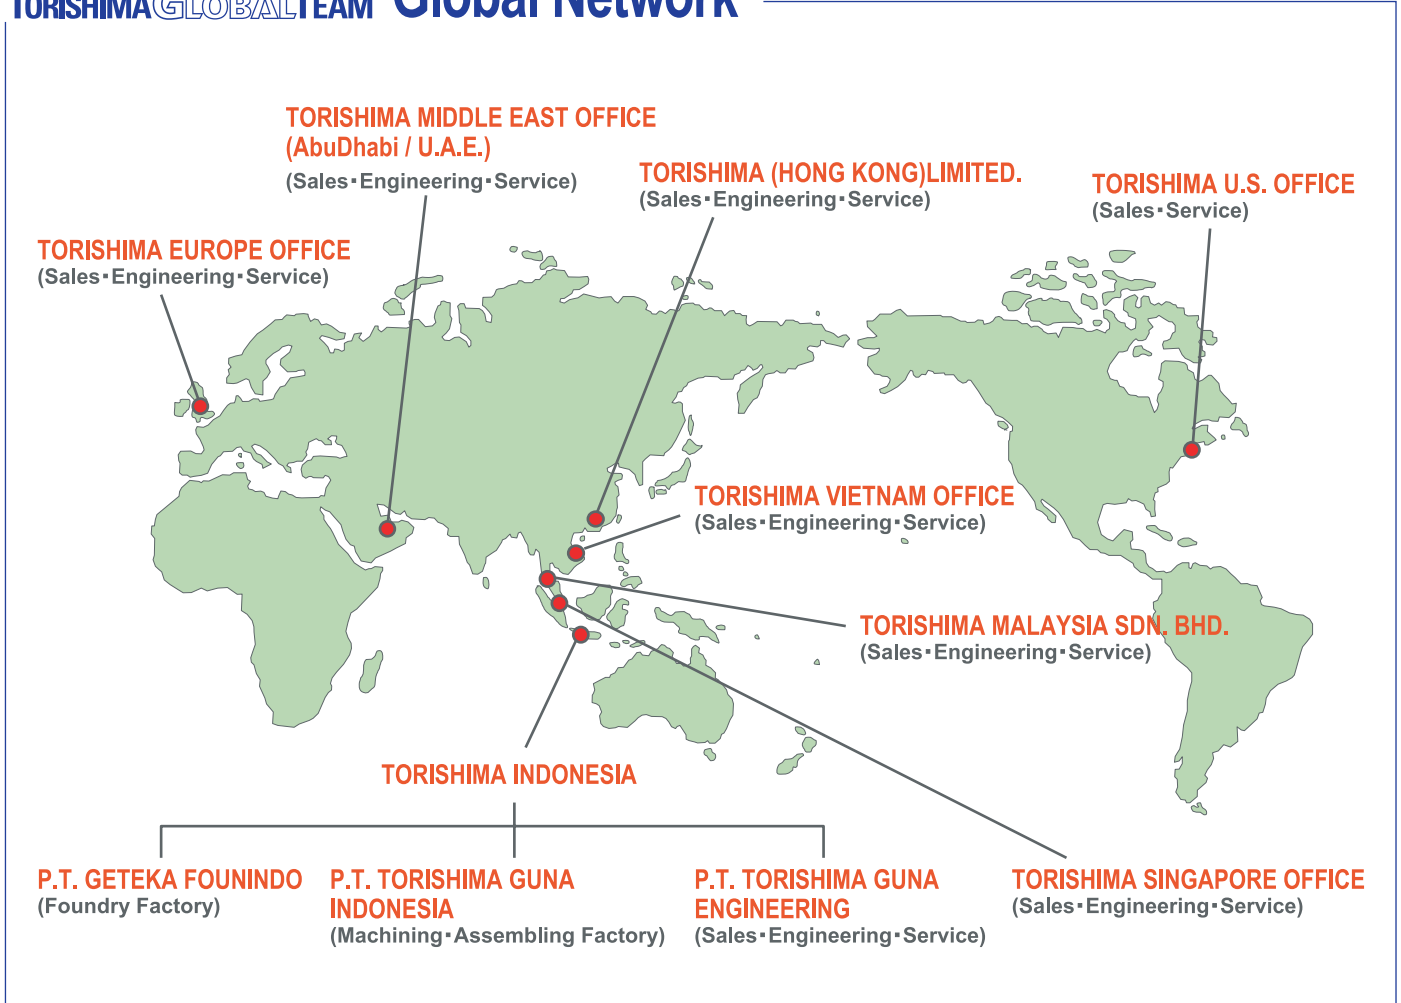 TORISHIMA GLOBAL TEAM Global Network
TORISHIMA MIDDLE EAST OFFICE
(AbuDhabi / U.A.E.)
(Sales・Engineering・Service)
TORISHIMA (HONG KONG)LIMITED.
(Sales・Engineering・Service)
TORISHIMA U.S. OFFICE
(Sales・Service)
TORISHIMA EUROPE OFFICE
(Sales・Engineering・Service)
TORISHIMA VIETNAM OFFICE
(Sales・Engineering・Service)
TORISHIMA MALAYSIA SDN. BHD.
(Sales・Engineering・Service)
TORISHIMA INDONESIA
P.T. GETEKA FOUNINDO
(Foundry Factory)
P.T. TORISHIMA GUNA
INDONESIA
(Machining・Assembling Factory)
P.T. TORISHIMA GUNA
ENGINEERING
(Sales・Engineering・Service)
TORISHIMA SINGAPORE OFFICE
(Sales・Engineering・Service)